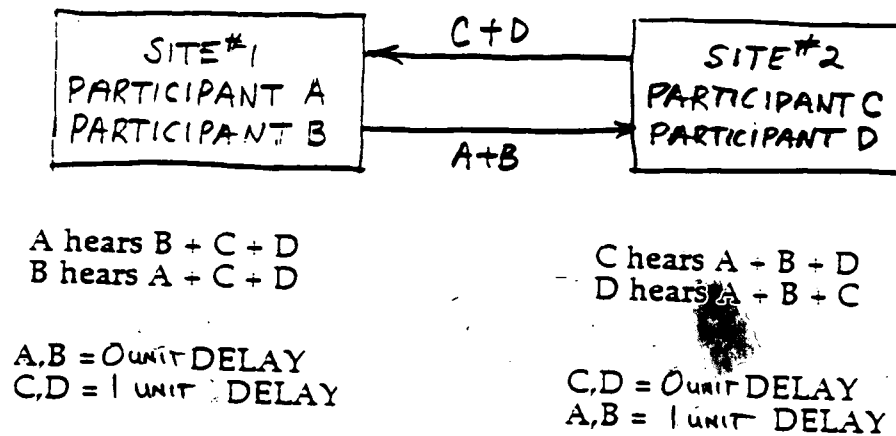 C+D
SITE #1
PARTICIPANT A
PARTICIPANT B
SITE #2
PARTICIPANT C
PARTICIPANT D
A+B
A hears B + C + D
B hears A + C + D
C hears A + B + D
D hears A + B + C
A,B = 0 UNIT DELAY
C,D = 1 UNIT DELAY
C,D = 0 UNIT DELAY
A,B = 1 UNIT DELAY